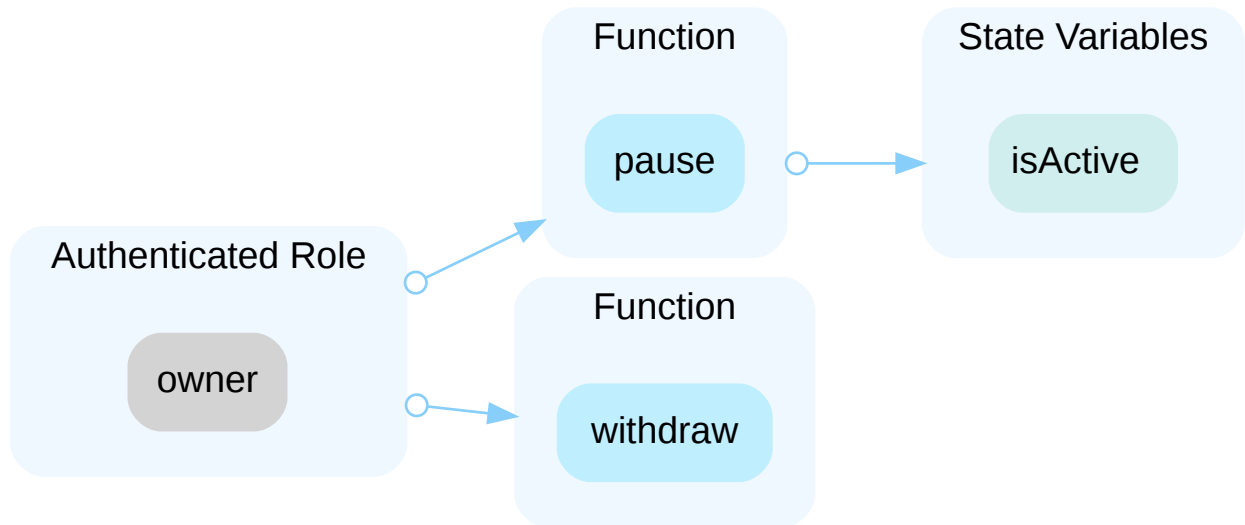 Authenticated Role
owner
Function
pause
Function
withdraw
State Variables
isActive